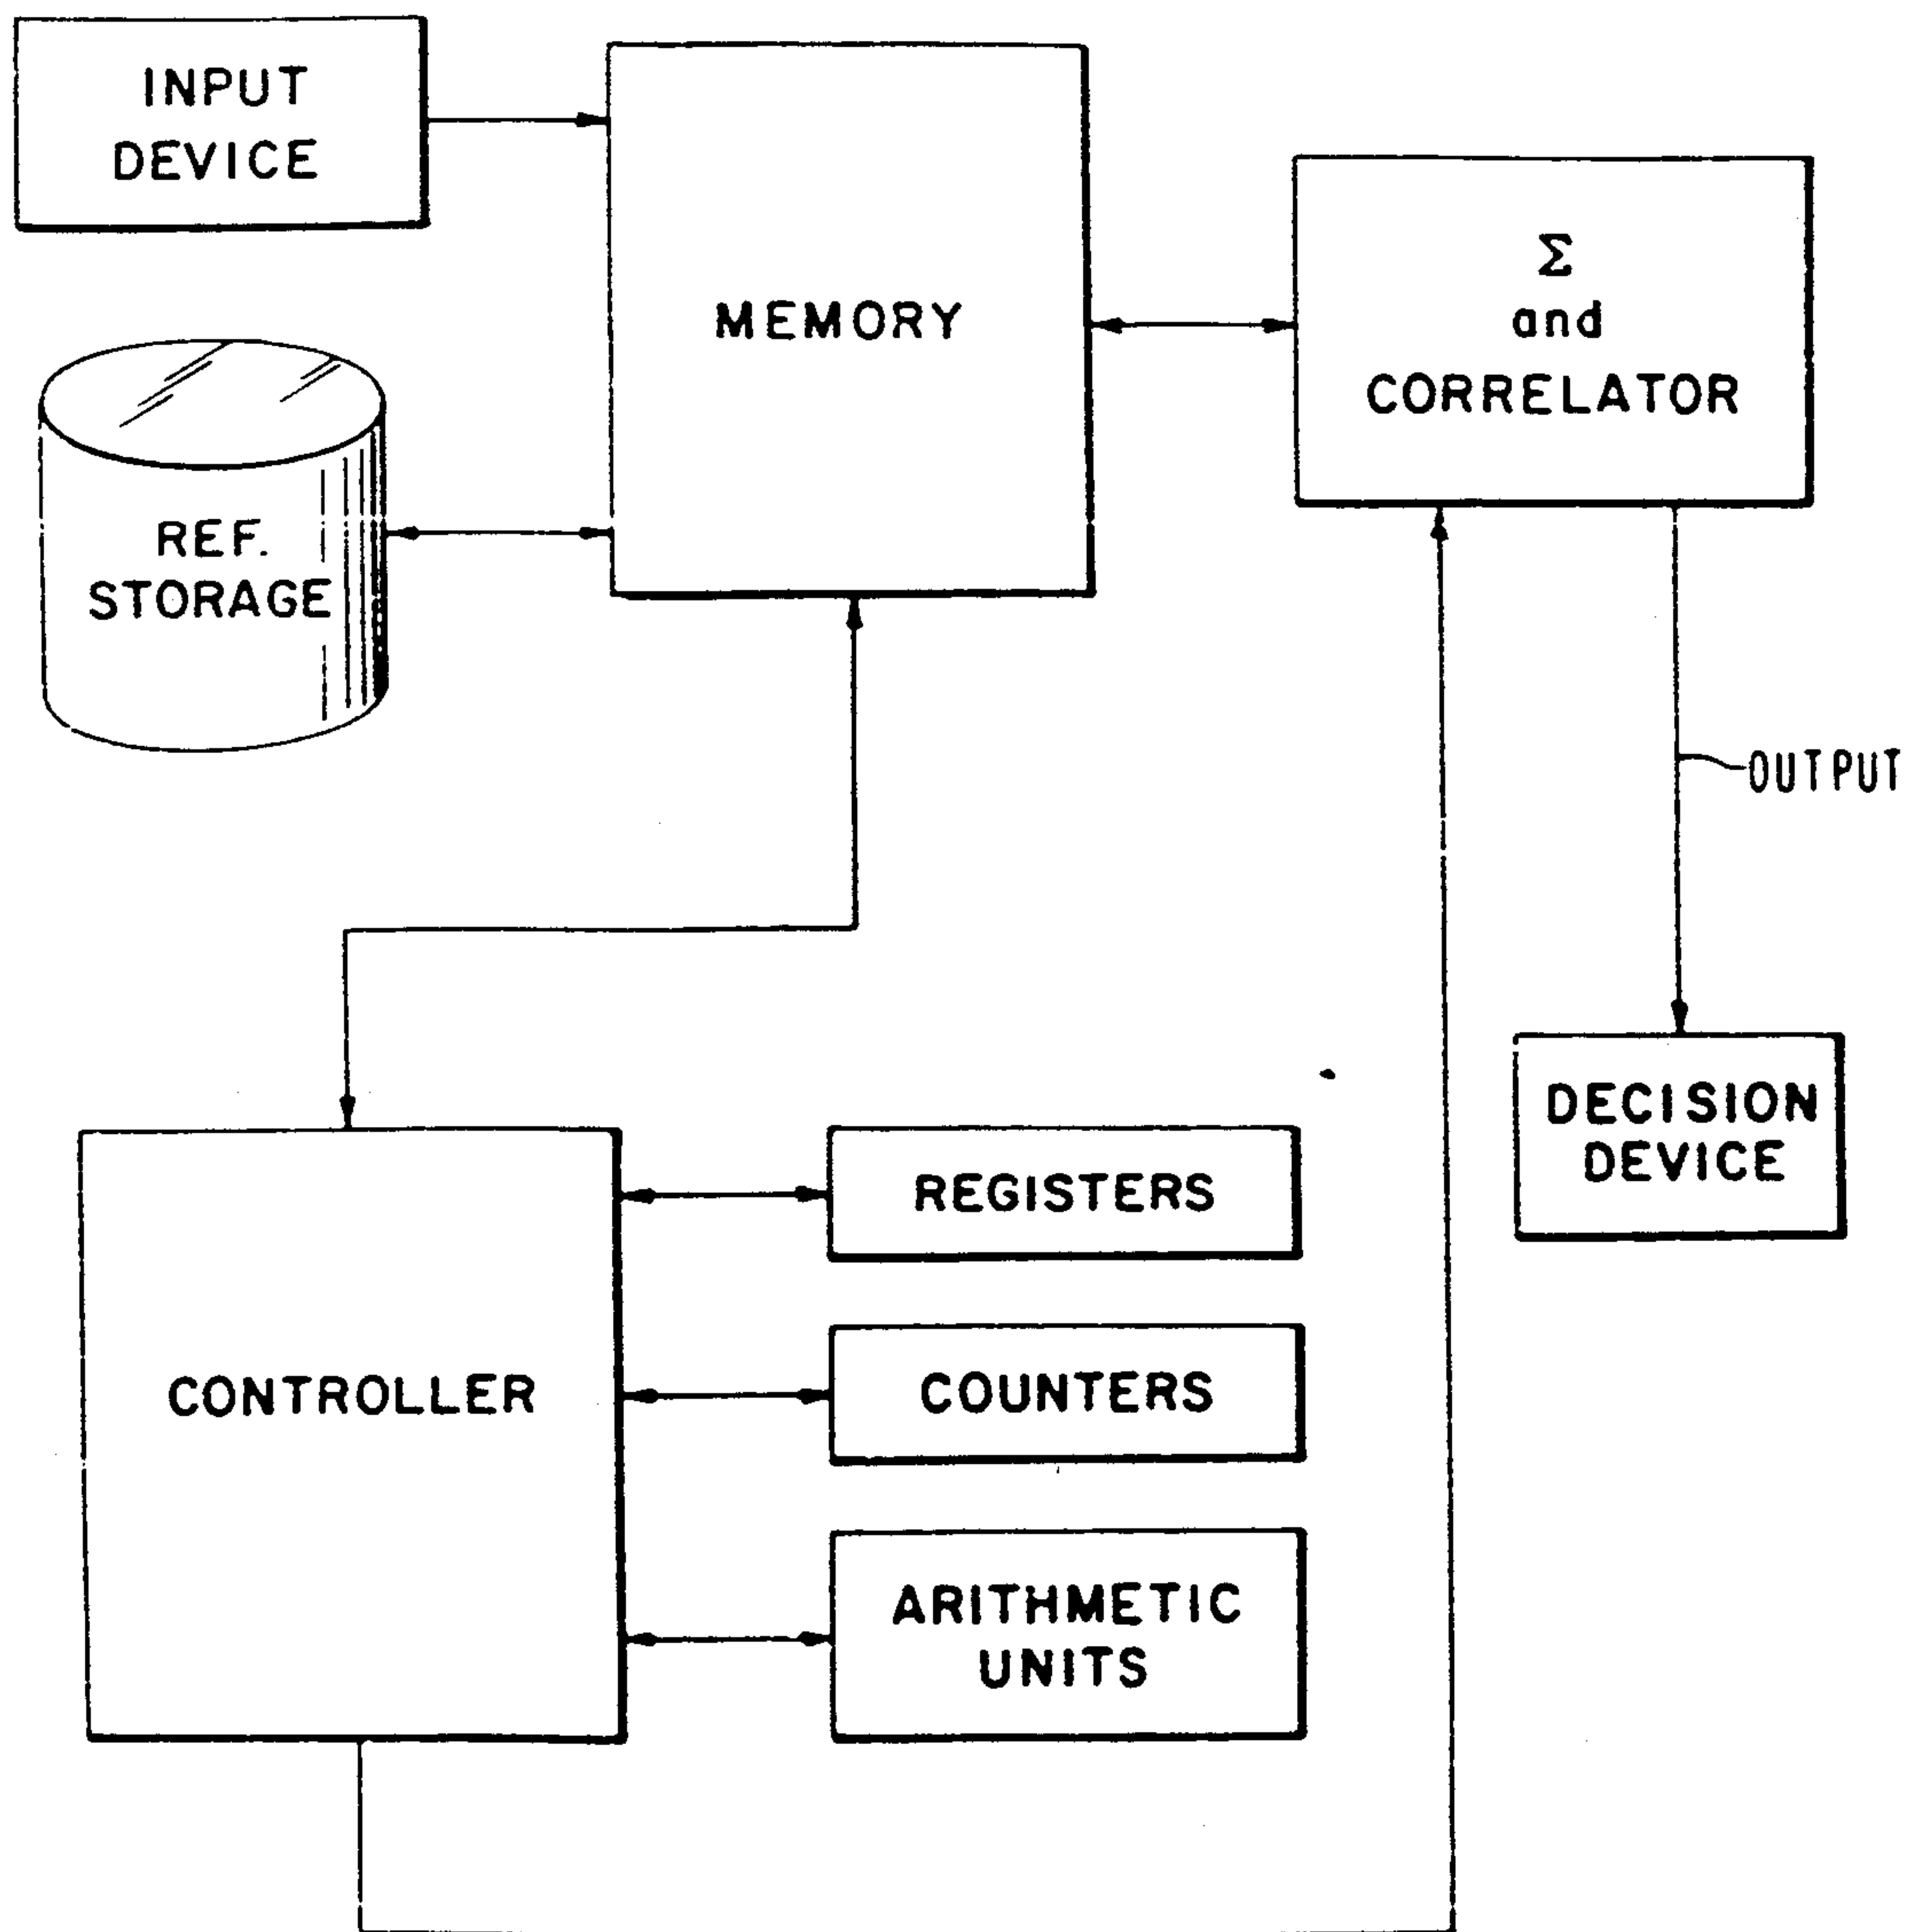 INPUT
DEVICE
MEMORY
Σ
and
CORRELATOR
REF.
STORAGE
OUTPUT
DECISION
DEVICE
REGISTERS
CONTROLLER
COUNTERS
ARITHMETIC
UNITS